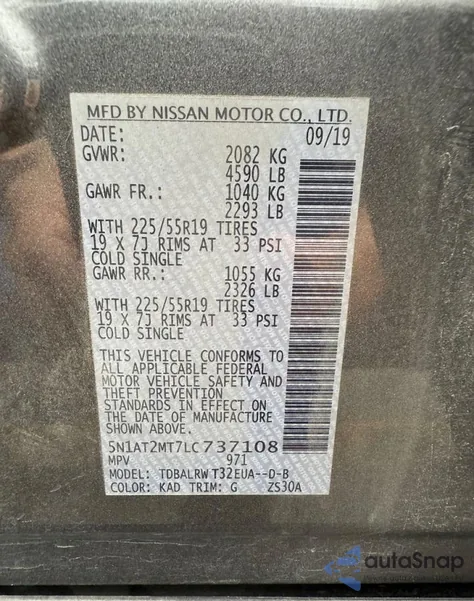 MFD BY NISSAN MOTOR CO., LTD.
DATE: 09/19
GVWR: 2082 KG
4590 LB
GAWR FR.: 1040 KG
2293 LB
WITH 225/55R19 TIRES
19 X 7J RIMS AT 33 PSI
COLD SINGLE
GAWR RR.: 1055 KG
2326 LB
WITH 225/55R19 TIRES
19 X 7J RIMS AT 33 PSI
COLD SINGLE
THIS VEHICLE CONFORMS TO
ALL APPLICABLE FEDERAL
MOTOR VEHICLE SAFETY AND
THEFT PREVENTION
STANDARDS IN EFFECT ON
THE DATE OF MANUFACTURE
SHOWN ABOVE.
5N1AT2MT7LC737108
MPV 971
MODEL: TDBALRW T32EUA--D-B
COLOR: KAD TRIM: G ZS30A
autaSnap
www.autasnap.com